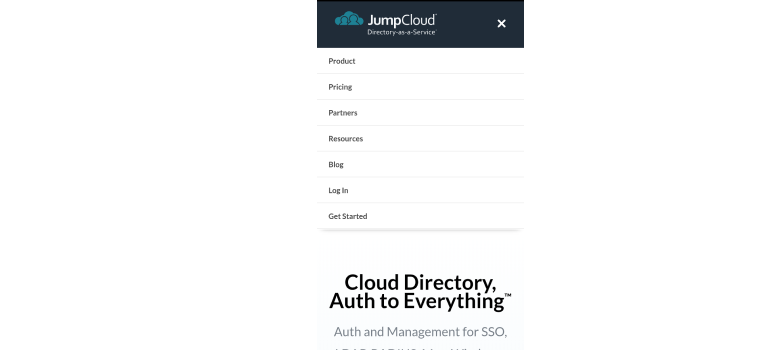 JumpCloud
Directory-as-a-Service
Product
Pricing
Partners
Resources
Blog
Log In
Get Started
Cloud Directory,
Auth to Everything™
Auth and Management for SSO,